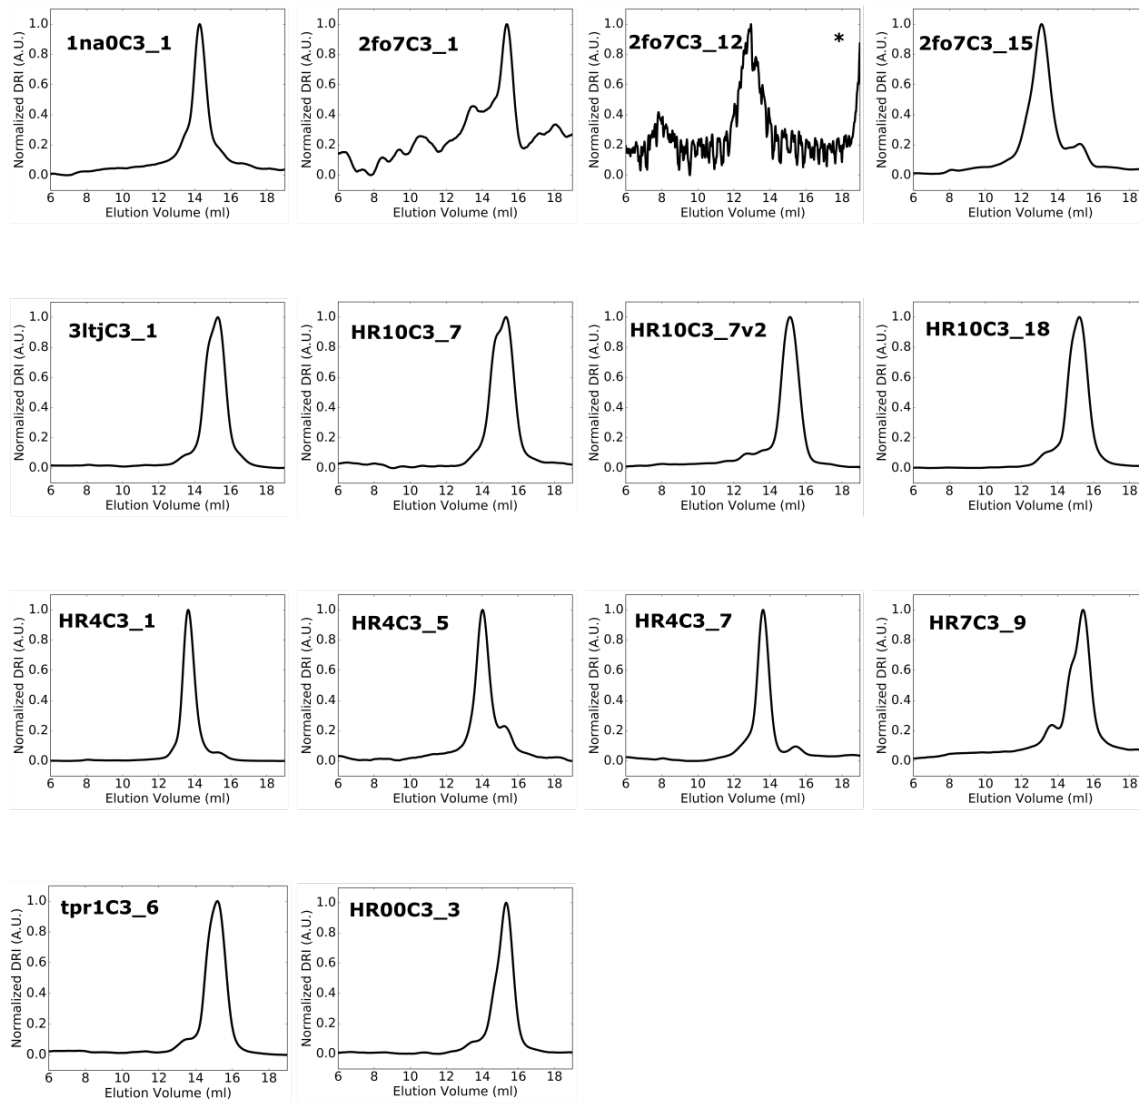 1na0C3_1
Normalized DRI (A.U.)
1.0
0.8
0.6
0.4
0.2
0.0
6 8 10 12 14 16 18
Elution Volume (ml)
2fo7C3_1
Normalized DRI (A.U.)
1.0
0.8
0.6
0.4
0.2
0.0
6 8 10 12 14 16 18
Elution Volume (ml)
2fo7C3_12
*
Normalized DRI (A.U.)
1.0
0.8
0.6
0.4
0.2
0.0
6 8 10 12 14 16 18
Elution Volume (ml)
2fo7C3_15
Normalized DRI (A.U.)
1.0
0.8
0.6
0.4
0.2
0.0
6 8 10 12 14 16 18
Elution Volume (ml)
3ltjC3_1
Normalized DRI (A.U.)
1.0
0.8
0.6
0.4
0.2
0.0
6 8 10 12 14 16 18
Elution Volume (ml)
HR10C3_7
Normalized DRI (A.U.)
1.0
0.8
0.6
0.4
0.2
0.0
6 8 10 12 14 16 18
Elution Volume (ml)
HR10C3_7v2
Normalized DRI (A.U.)
1.0
0.8
0.6
0.4
0.2
0.0
6 8 10 12 14 16 18
Elution Volume (ml)
HR10C3_18
Normalized DRI (A.U.)
1.0
0.8
0.6
0.4
0.2
0.0
6 8 10 12 14 16 18
Elution Volume (ml)
HR4C3_1
Normalized DRI (A.U.)
1.0
0.8
0.6
0.4
0.2
0.0
6 8 10 12 14 16 18
Elution Volume (ml)
HR4C3_5
Normalized DRI (A.U.)
1.0
0.8
0.6
0.4
0.2
0.0
6 8 10 12 14 16 18
Elution Volume (ml)
HR4C3_7
Normalized DRI (A.U.)
1.0
0.8
0.6
0.4
0.2
0.0
6 8 10 12 14 16 18
Elution Volume (ml)
HR7C3_9
Normalized DRI (A.U.)
1.0
0.8
0.6
0.4
0.2
0.0
6 8 10 12 14 16 18
Elution Volume (ml)
tpr1C3_6
Normalized DRI (A.U.)
1.0
0.8
0.6
0.4
0.2
0.0
6 8 10 12 14 16 18
Elution Volume (ml)
HR00C3_3
Normalized DRI (A.U.)
1.0
0.8
0.6
0.4
0.2
0.0
6 8 10 12 14 16 18
Elution Volume (ml)